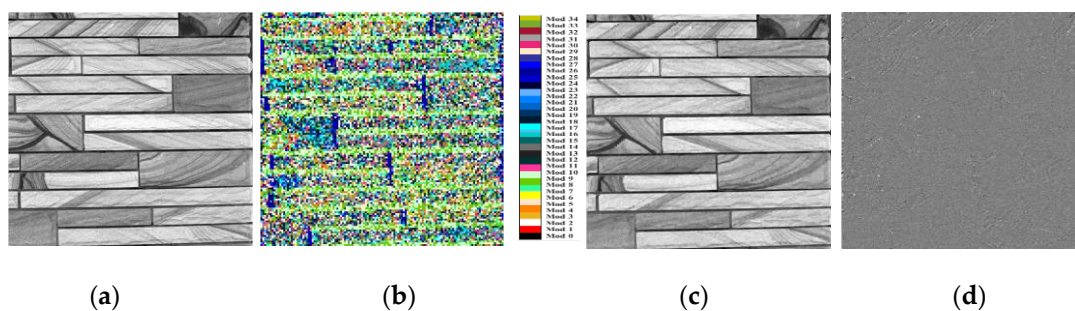 Mod 34
Mod 33
Mod 32
Mod 31
Mod 30
Mod 29
Mod 28
Mod 27
Mod 26
Mod 25
Mod 24
Mod 23
Mod 22
Mod 21
Mod 20
Mod 19
Mod 18
Mod 17
Mod 16
Mod 15
Mod 14
Mod 13
Mod 12
Mod 11
Mod 10
Mod 9
Mod 8
Mod 7
Mod 6
Mod 5
Mod 4
Mod 3
Mod 2
Mod 1
Mod 0
(a) (b) (c) (d)